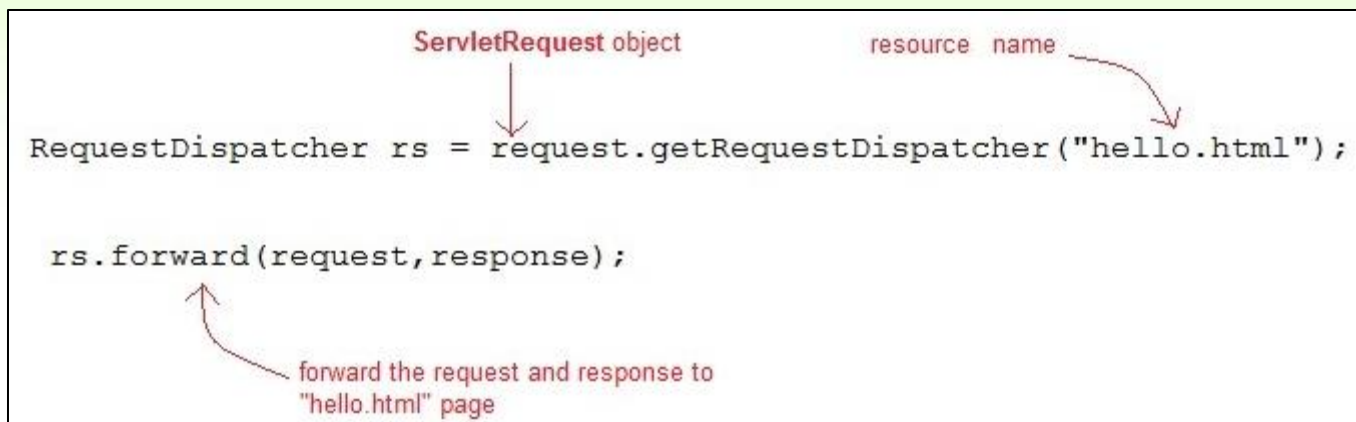 ServletRequest object
resource name
RequestDispatcher rs = request.getRequestDispatcher("hello.html");
rs.forward(request,response);
forward the request and response to
"hello.html" page